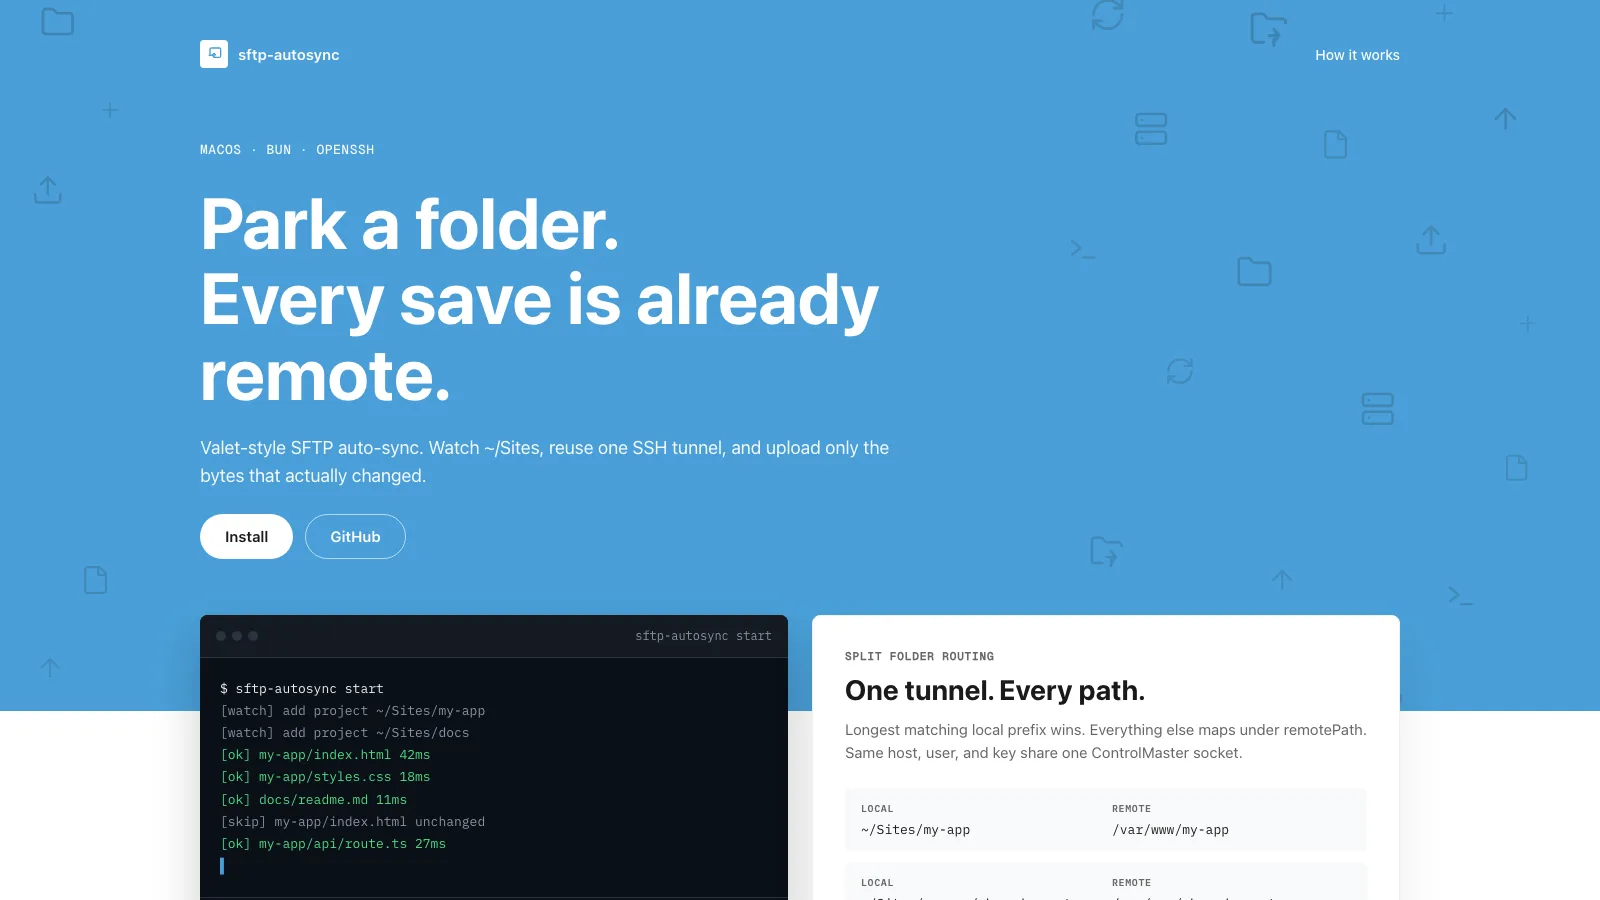 sftp-autosync
How it works
MACOS · BUN · OPENSSH
Park a folder.
Every save is already
remote.
Valet-style SFTP auto-sync. Watch ~/Sites, reuse one SSH tunnel, and upload only the
bytes that actually changed.
Install
GitHub
sftp-autosync start
$ sftp-autosync start
[watch] add project ~/Sites/my-app
[watch] add project ~/Sites/docs
[ok] my-app/index.html 42ms
[ok] my-app/styles.css 18ms
[ok] docs/readme.md 11ms
[skip] my-app/index.html unchanged
[ok] my-app/api/route.ts 27ms
SPLIT FOLDER ROUTING
One tunnel. Every path.
Longest matching local prefix wins. Everything else maps under remotePath.
Same host, user, and key share one ControlMaster socket.
LOCAL
REMOTE
~/Sites/my-app
/var/www/my-app
LOCAL
REMOTE